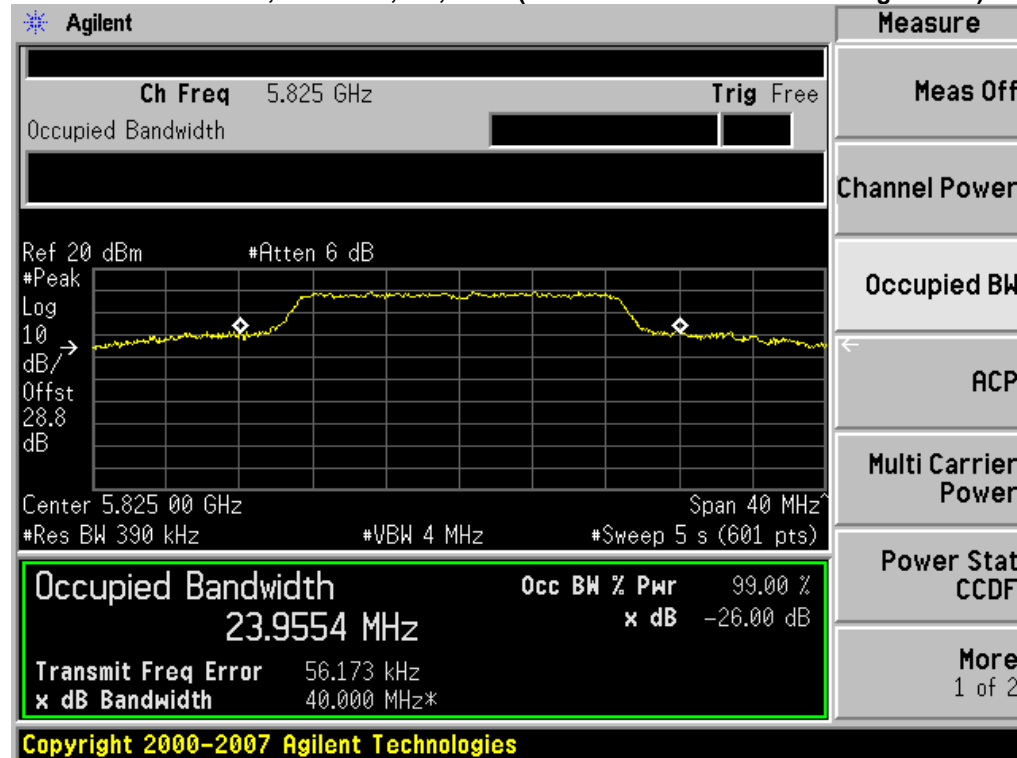 Agilent
Measure
Ch Freq 5.825 GHz
Trig Free
Occupied Bandwidth
Meas Off
Channel Power
Occupied BW
ACP
Multi Carrier
Power
Power Stat
CCDF
More
1 of 2
Ref 20 dBm #Atten 6 dB
#Peak
Log
10
dB/
Offst
28.8
dB
Center 5.825 00 GHz Span 40 MHz^
#Res BW 390 kHz #VBW 4 MHz #Sweep 5 s (601 pts)
Occupied Bandwidth
23.9554 MHz
Occ BW % Pwr 99.00 %
x dB -26.00 dB
Transmit Freq Error 56.173 kHz
x dB Bandwidth 40.000 MHz*
Copyright 2000-2007 Agilent Technologies